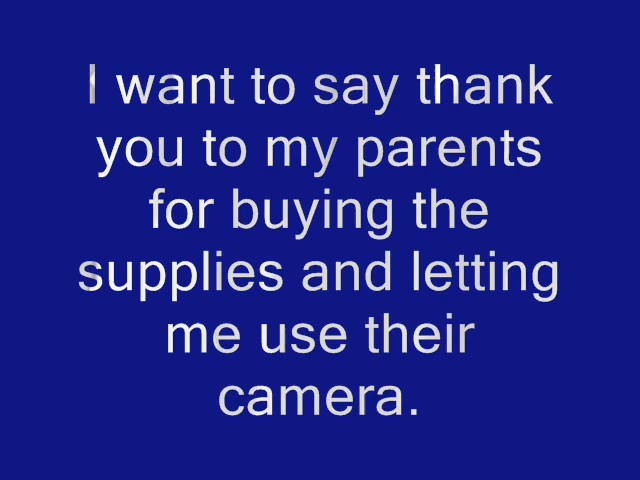 I want to say thank
you to my parents
for buying the
supplies and letting
me use their
camera.